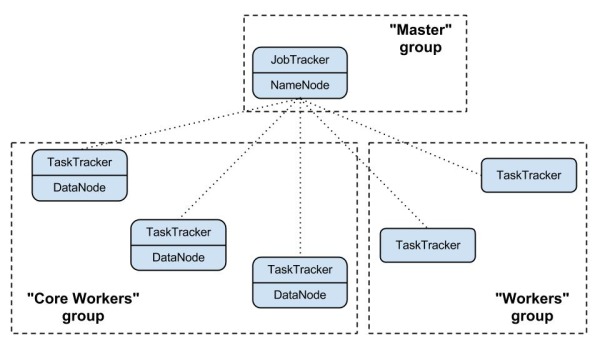 "Master"
group
JobTracker
NameNode
TaskTracker
DataNode
TaskTracker
DataNode
TaskTracker
DataNode
"Core Workers"
group
TaskTracker
TaskTracker
"Workers"
group